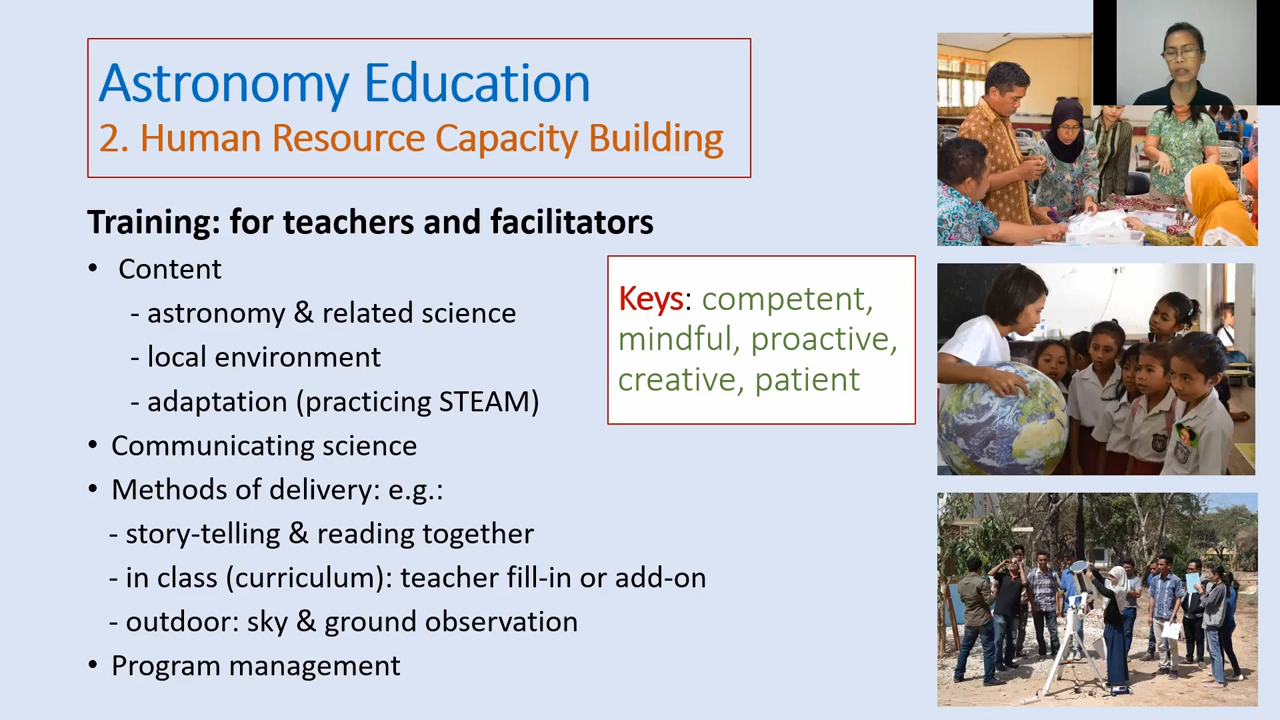 Astronomy Education
2. Human Resource Capacity Building
Training: for teachers and facilitators
• Content
- astronomy & related science
- local environment
- adaptation (practicing STEAM)
• Communicating science
• Methods of delivery: e.g.:
- story-telling & reading together
- in class (curriculum): teacher fill-in or add-on
- outdoor: sky & ground observation
• Program management
Keys: competent,
mindful, proactive,
creative, patient